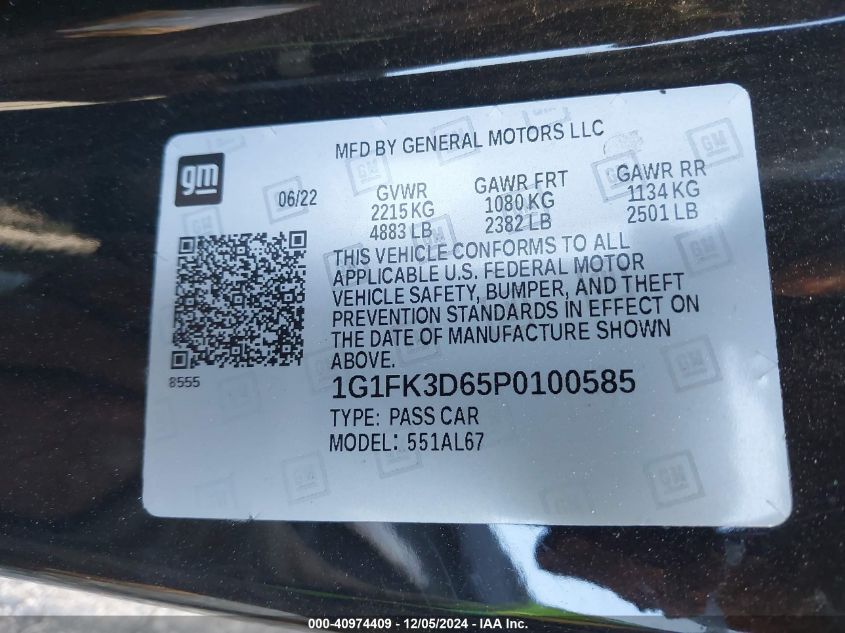 MFD BY GENERAL MOTORS LLC
gm
06/22
GVWR
2215 KG
4883 LB
GAWR FRT
1080 KG
2382 LB
GAWR RR
1134 KG
2501 LB
THIS VEHICLE CONFORMS TO ALL
APPLICABLE U.S. FEDERAL MOTOR
VEHICLE SAFETY, BUMPER, AND THEFT
PREVENTION STANDARDS IN EFFECT ON
THE DATE OF MANUFACTURE SHOWN
ABOVE.
8555
1G1FK3D65P0100585
TYPE: PASS CAR
MODEL: 551AL67
000-40974409 - 12/05/2024 - IAA Inc.